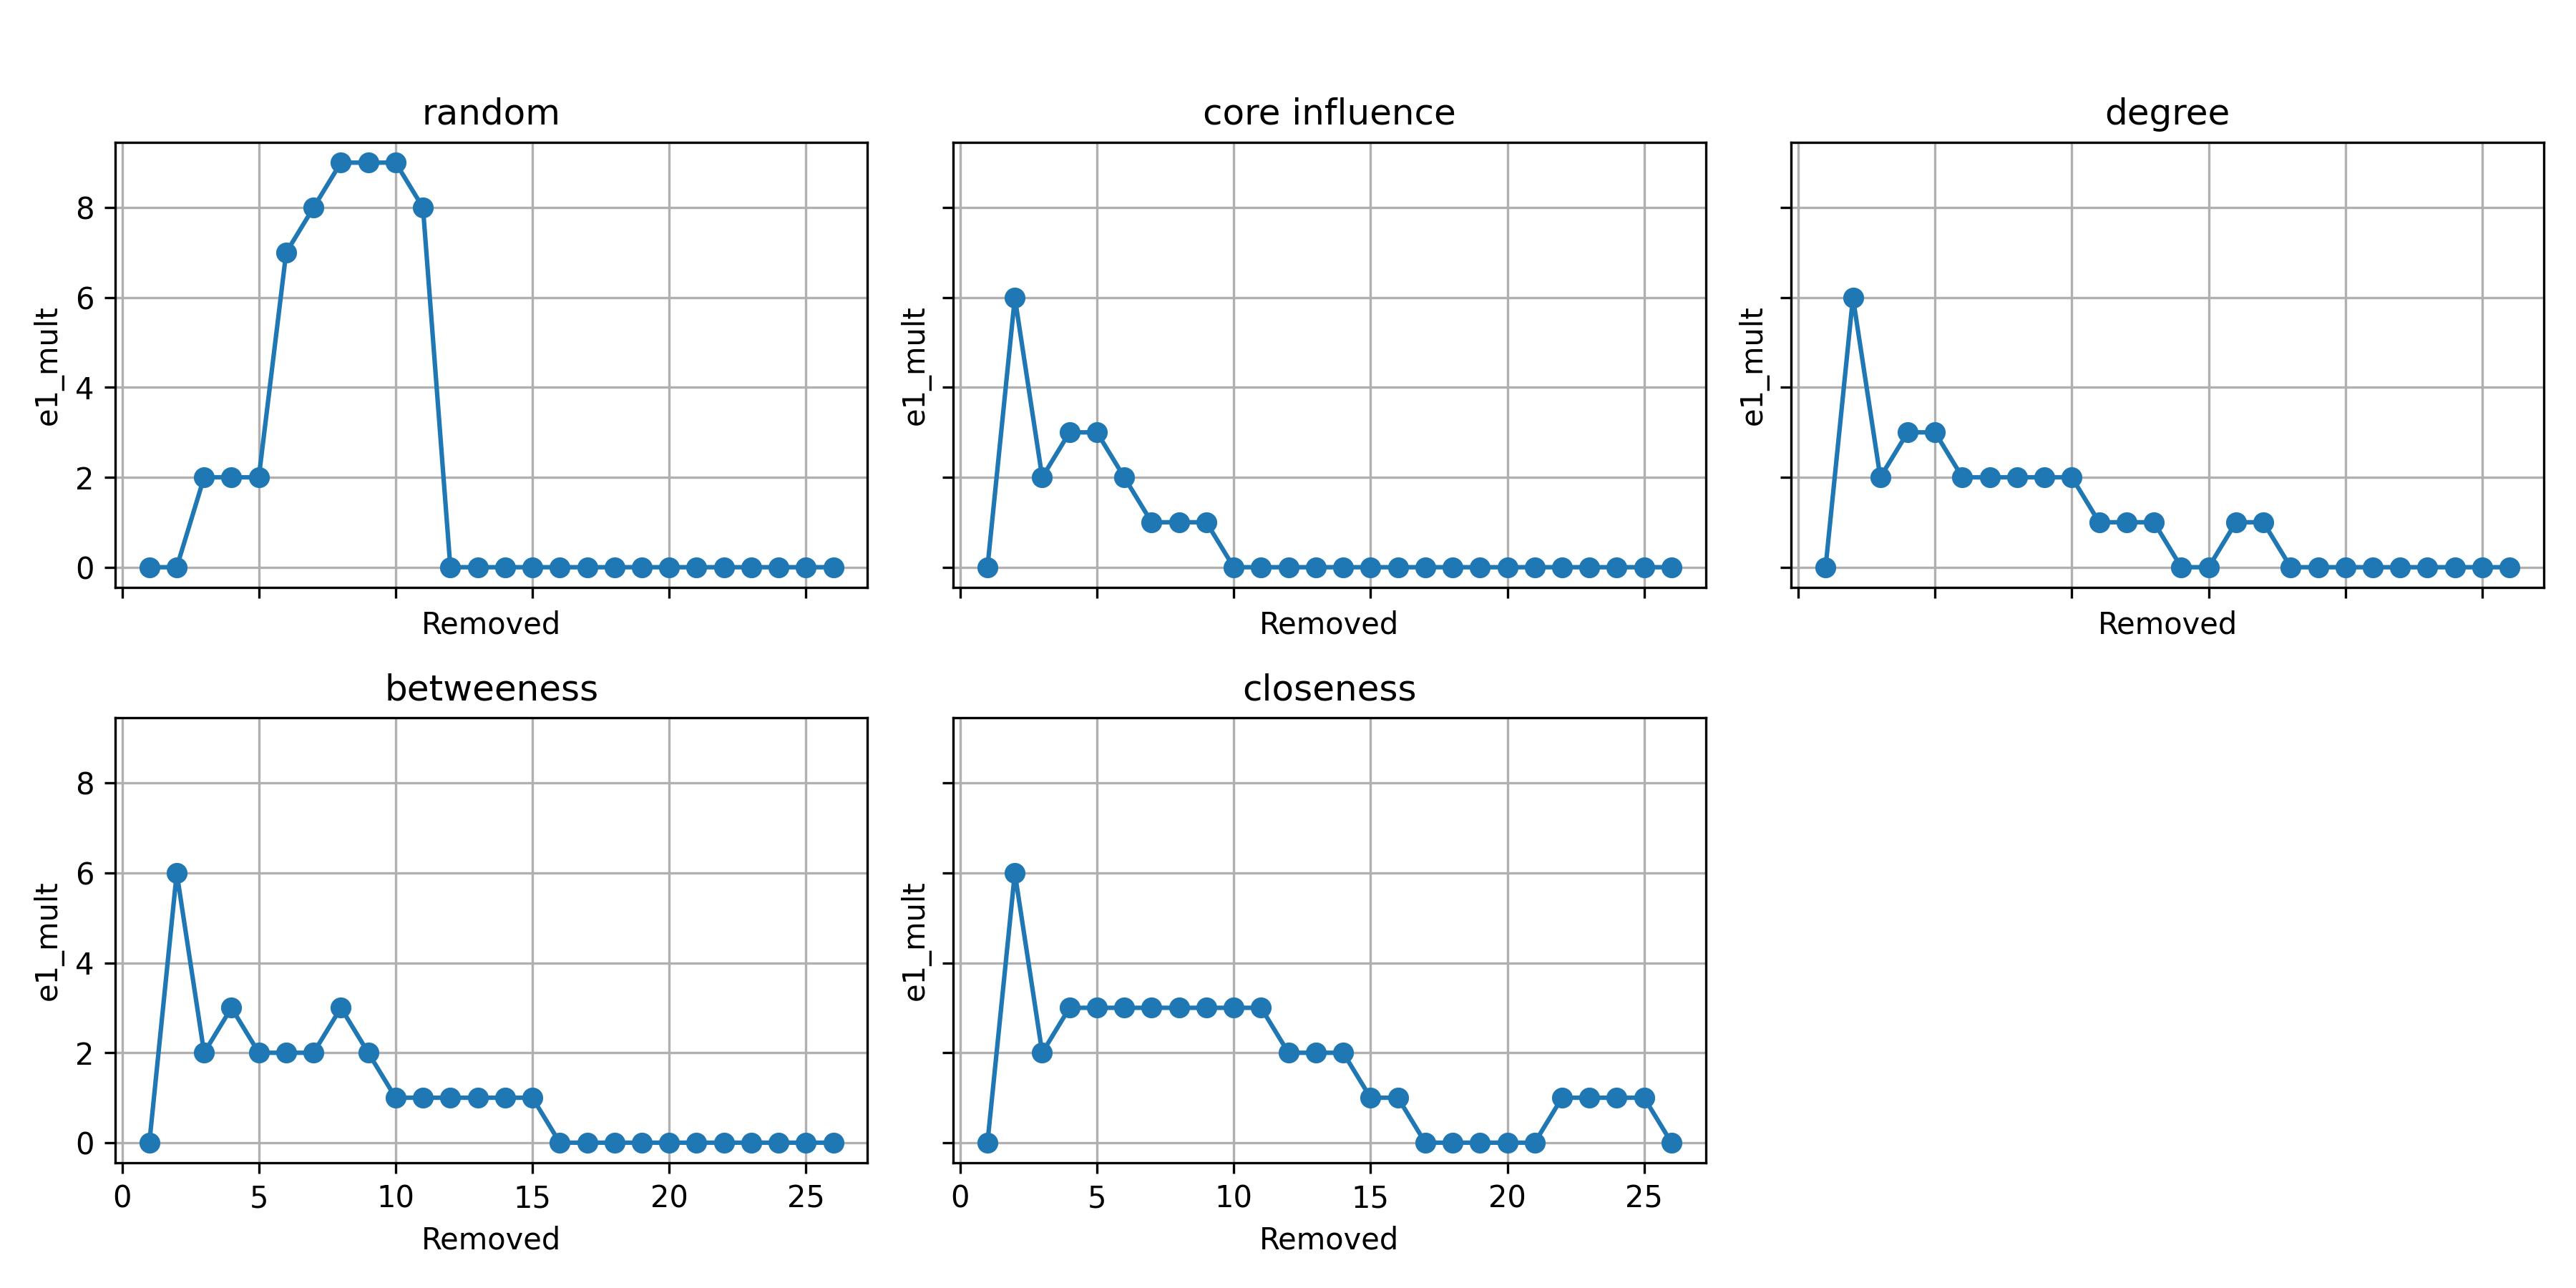 random
8
6
4
2
0
e1_mult
Removed
core influence
e1_mult
Removed
degree
e1_mult
Removed
betweeness
8
6
4
2
0
e1_mult
0 5 10 15 20 25
Removed
closeness
e1_mult
0 5 10 15 20 25
Removed